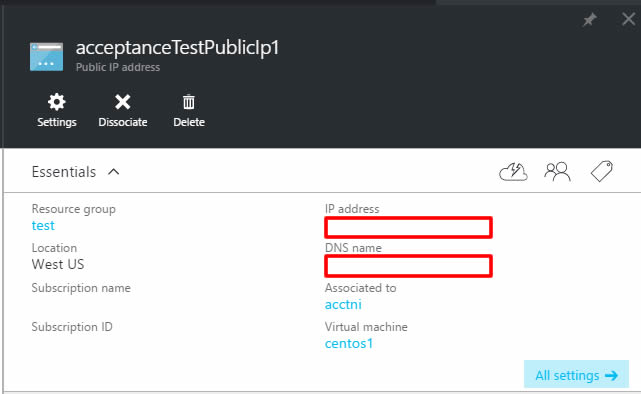 acceptanceTestPublicIp1
Public IP address
Settings
Dissociate
Delete
Essentials
Resource group
test
Location
West US
Subscription name
Subscription ID
IP address
DNS name
Associated to
acctni
Virtual machine
centos1
All settings